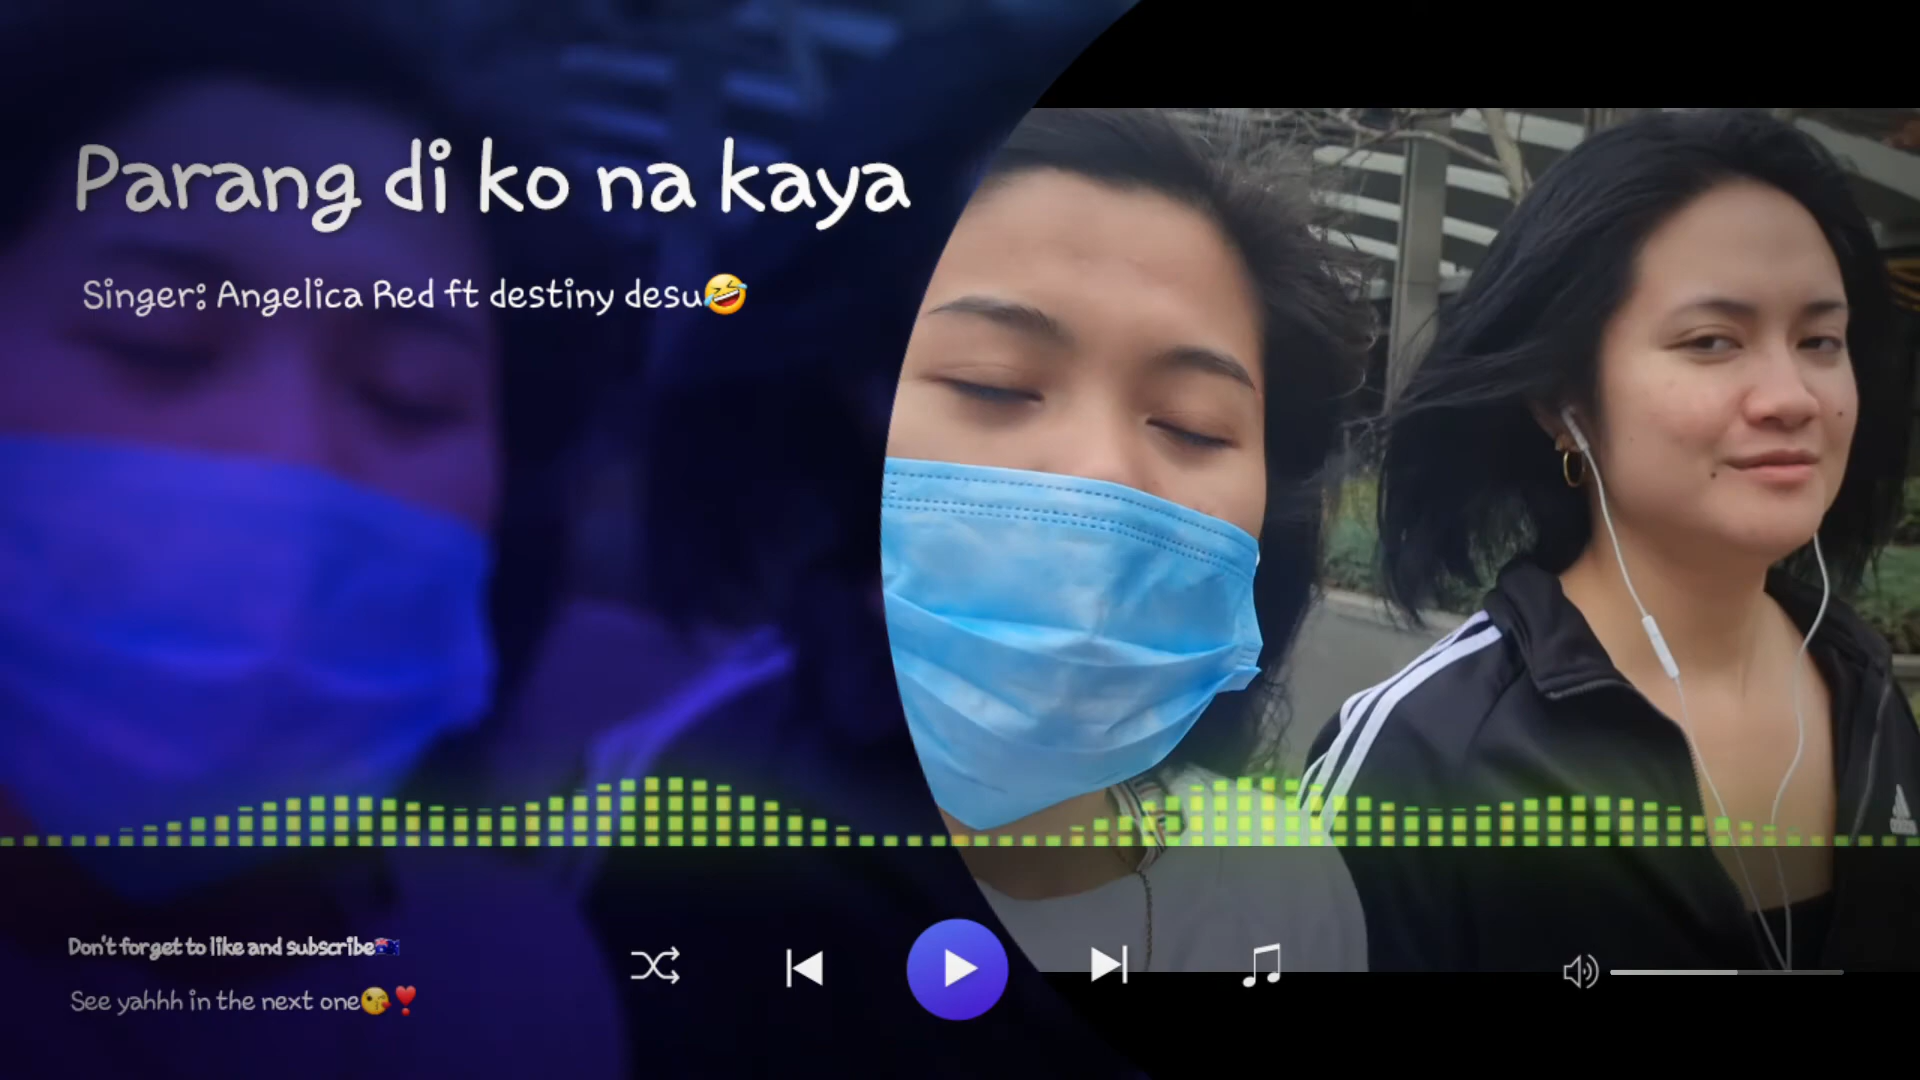 Parang di ko na kaya
Singer: Angelica Red ft destiny desu🤣
Don't forget to like and subscribe🇦🇺
See yahhh in the next one😘❣️
adidas